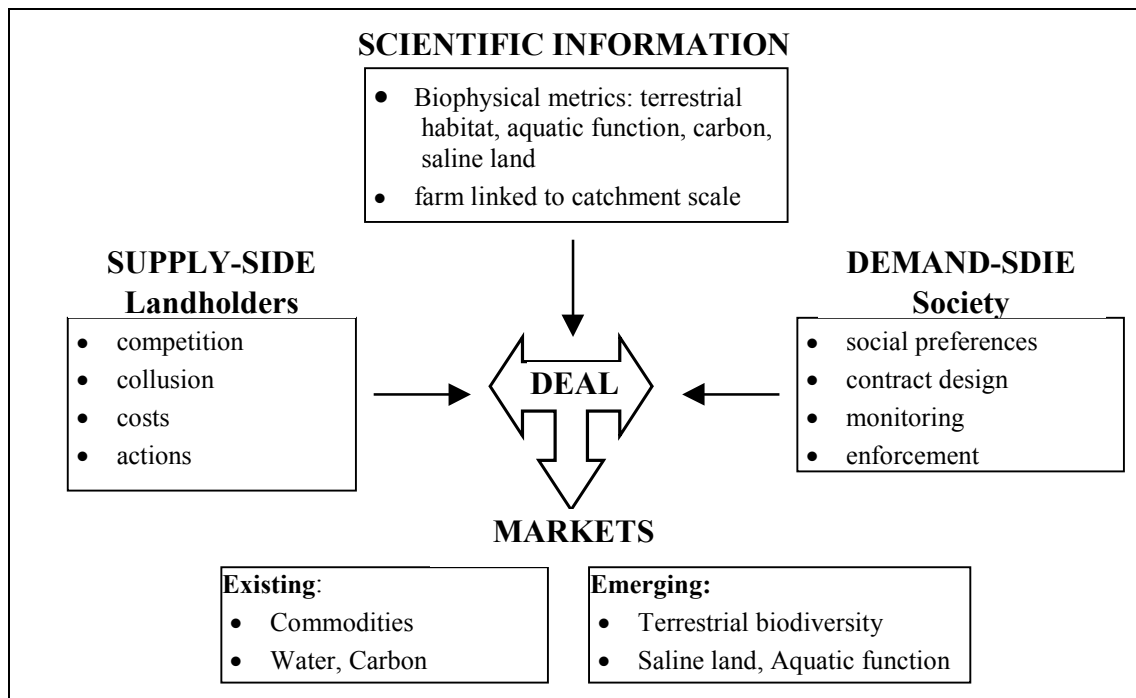 SCIENTIFIC INFORMATION
• Biophysical metrics: terrestrial
habitat, aquatic function, carbon,
saline land
• farm linked to catchment scale
SUPPLY-SIDE
Landholders
• competition
• collusion
• costs
• actions
DEAL
DEMAND-SDIE
Society
• social preferences
• contract design
• monitoring
• enforcement
MARKETS
Existing:
• Commodities
• Water, Carbon
Emerging:
• Terrestrial biodiversity
• Saline land, Aquatic function